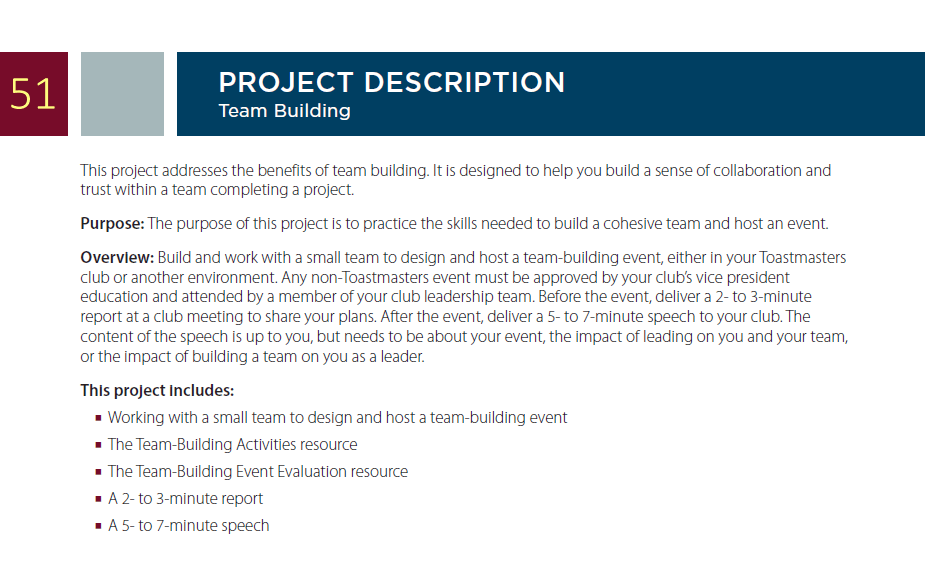 51
PROJECT DESCRIPTION
Team Building
This project addresses the benefits of team building. It is designed to help you build a sense of collaboration and
trust within a team completing a project.
Purpose: The purpose of this project is to practice the skills needed to build a cohesive team and host an event.
Overview: Build and work with a small team to design and host a team-building event, either in your Toastmasters
club or another environment. Any non-Toastmasters event must be approved by your club’s vice president
education and attended by a member of your club leadership team. Before the event, deliver a 2- to 3-minute
report at a club meeting to share your plans. After the event, deliver a 5- to 7-minute speech to your club. The
content of the speech is up to you, but needs to be about your event, the impact of leading on you and your team,
or the impact of building a team on you as a leader.
This project includes:
▪ Working with a small team to design and host a team-building event
▪ The Team-Building Activities resource
▪ The Team-Building Event Evaluation resource
▪ A 2- to 3-minute report
▪ A 5- to 7-minute speech